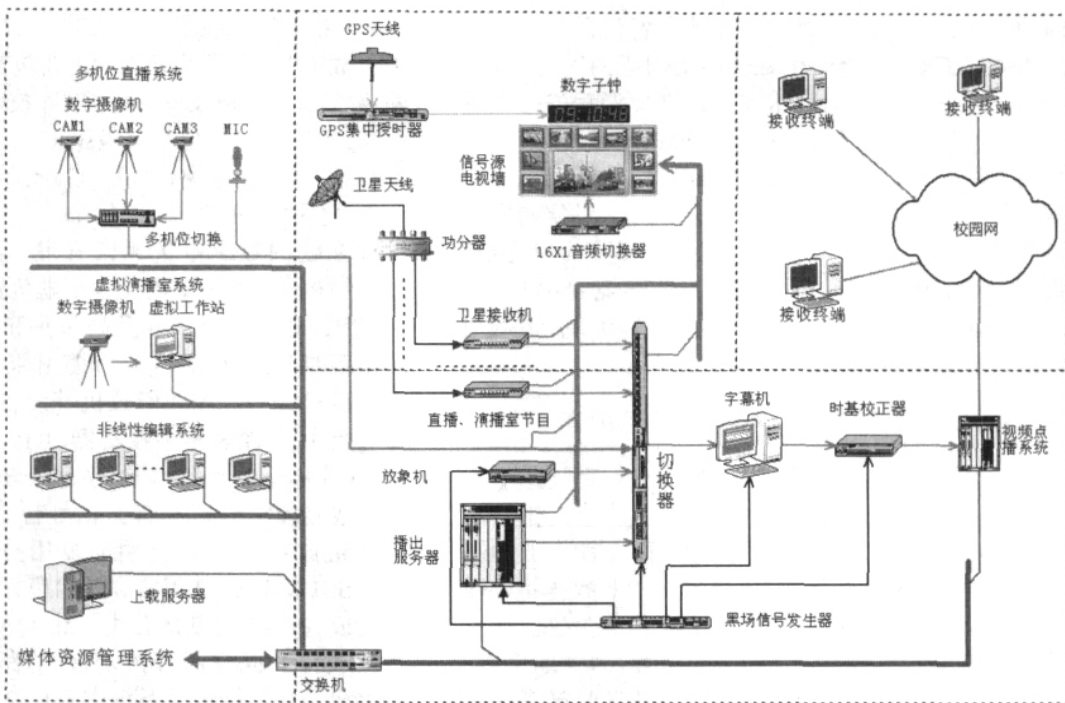 GPS天线
多机位直播系统
数字摄像机
CAM1 CAM2 CAM3 MIC
多机位切换
GPS集中授时器
数字子钟
09:10:46
信号源
电视墙
16X1音频切换器
卫星天线
功分器
接收终端
接收终端
校园网
接收终端
虚拟演播室系统
数字摄像机 虚拟工作站
卫星接收机
直播、演播室节目
非线性编辑系统
放象机
切换器
字幕机
时基校正器
视频点
播系统
播出
服务器
上载服务器
黑场信号发生器
媒体资源管理系统
交换机